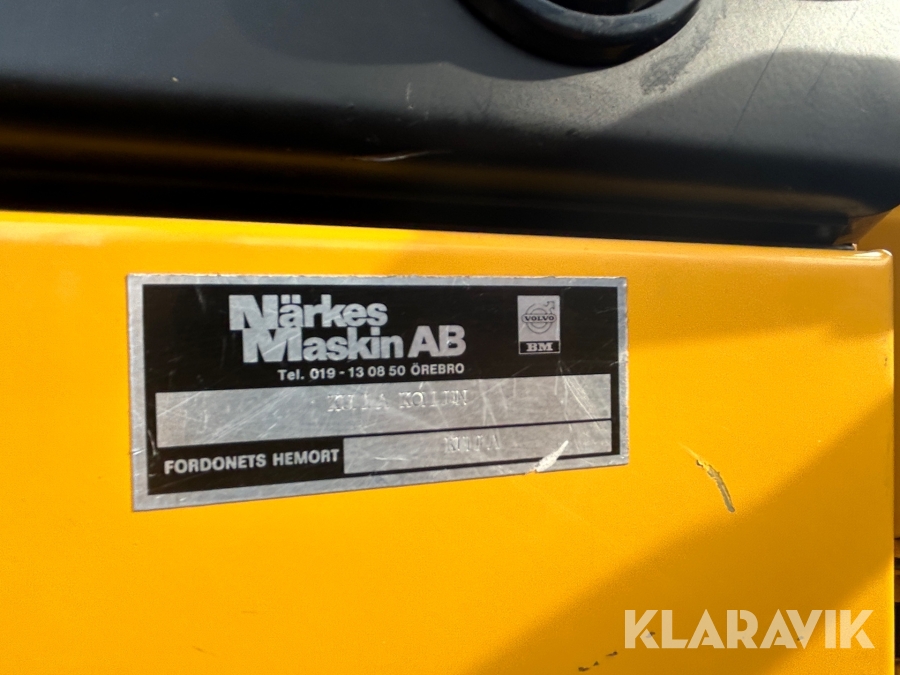 Närkes
Maskin AB
Tel. 019 - 13 08 50 ÖREBRO
VOLVO
BM
FORDONETS HEMORT
KLARAVIK